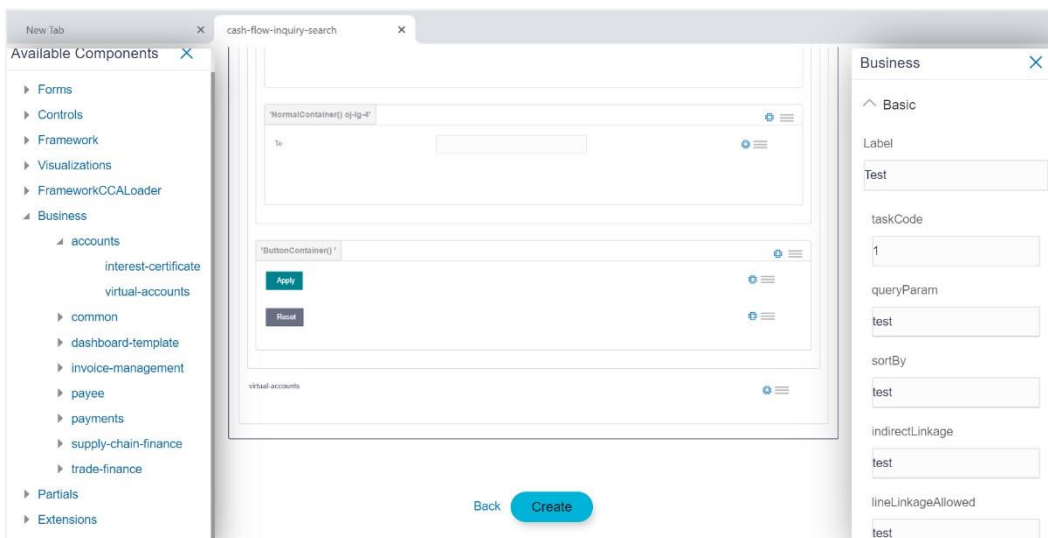 New Tab
cash-flow-inquiry-search
Available Components
Forms
Controls
Framework
Visualizations
FrameworkCCALoader
Business
accounts
interest-certificate
virtual-accounts
common
dashboard-template
invoice-management
payee
payments
supply-chain-finance
trade-finance
Partials
Extensions
'NormalContainer() oj-lg-4'
To
'ButtonContainer() '
Apply
Reset
virtual-accounts
Back
Create
Business
Basic
Label
Test
taskCode
1
queryParam
test
sortBy
test
indirectLinkage
test
lineLinkageAllowed
test